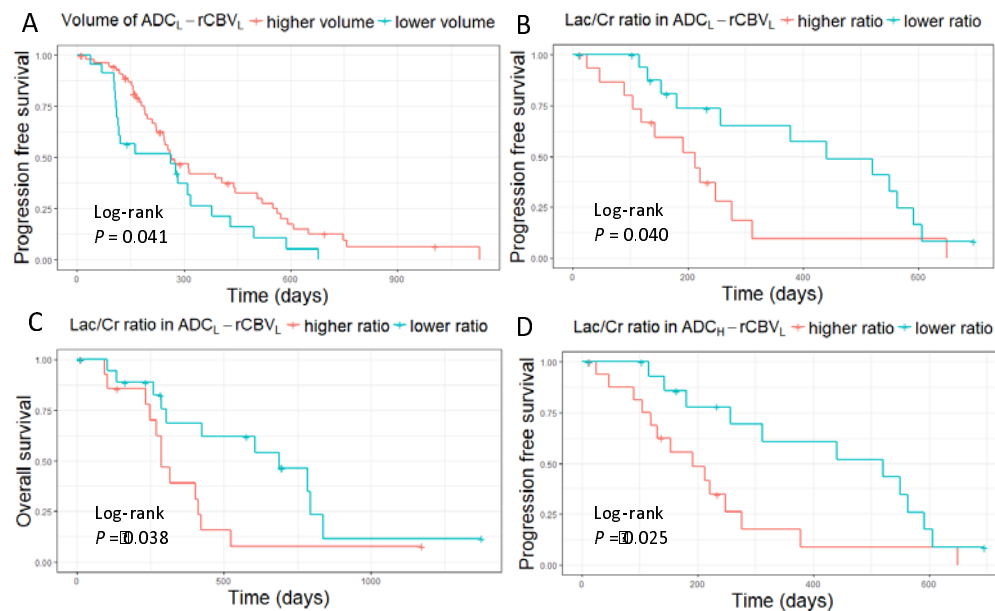 A
Volume of ADCL – rCBVL higher volume lower volume
Progression free survival
1.00
0.75
0.50
0.25
0.00
Log-rank
P = 0.041
0 300 600 900
Time (days)
B
Lac/Cr ratio in ADCL – rCBVL higher ratio lower ratio
Progression free survival
1.00
0.75
0.50
0.25
0.00
Log-rank
P = 0.040
0 200 400 600
Time (days)
C
Lac/Cr ratio in ADCL – rCBVL higher ratio lower ratio
Overall survival
1.00
0.75
0.50
0.25
0.00
Log-rank
P = 0.038
0 500 1000
Time (days)
D
Lac/Cr ratio in ADCH – rCBVL higher ratio lower ratio
Progression free survival
1.00
0.75
0.50
0.25
0.00
Log-rank
P = 0.025
0 200 400 600
Time (days)